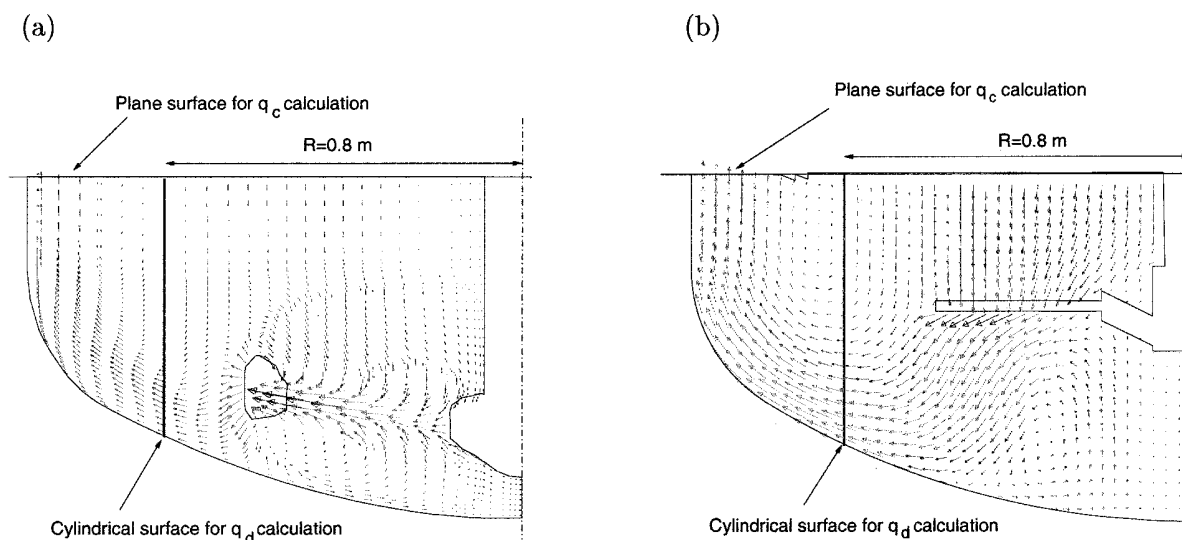 (a)
Plane surface for q_c calculation
R=0.8 m
Cylindrical surface for q_d calculation
(b)
Plane surface for q_c calculation
R=0.8 m
Cylindrical surface for q_d calculation